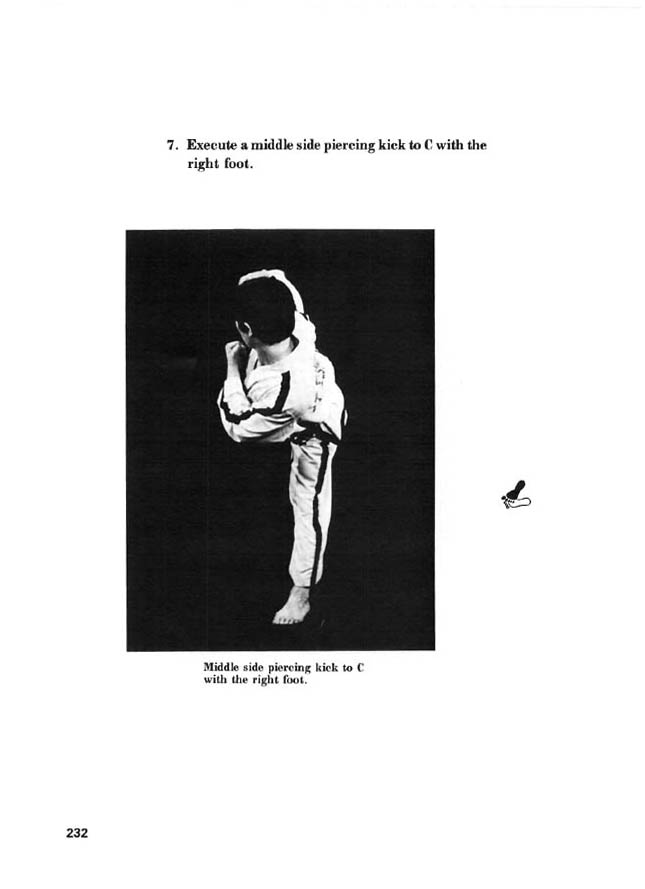 7. Execute a middle side piercing kick to C with the
right foot.
Middle side piercing kick to C
with the right foot.
232